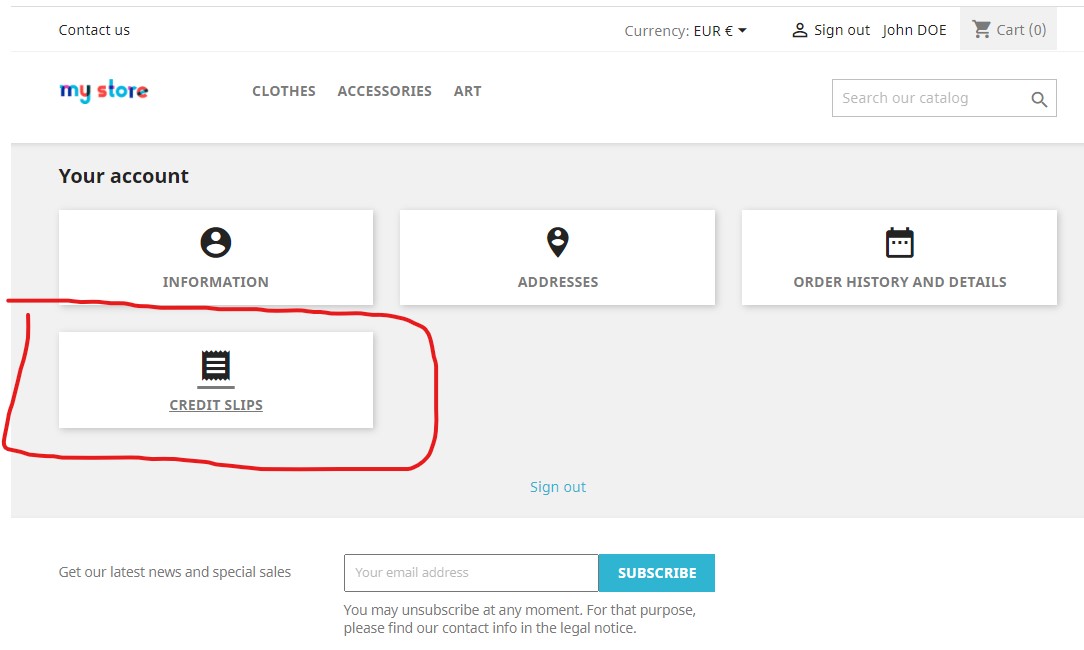 Contact us
Currency: EUR €
Sign out
John DOE
Cart (0)
my store
CLOTHES
ACCESSORIES
ART
Search our catalog
Your account
INFORMATION
ADDRESSES
ORDER HISTORY AND DETAILS
CREDIT SLIPS
Sign out
Get our latest news and special sales
Your email address
SUBSCRIBE
You may unsubscribe at any moment. For that purpose,
please find our contact info in the legal notice.